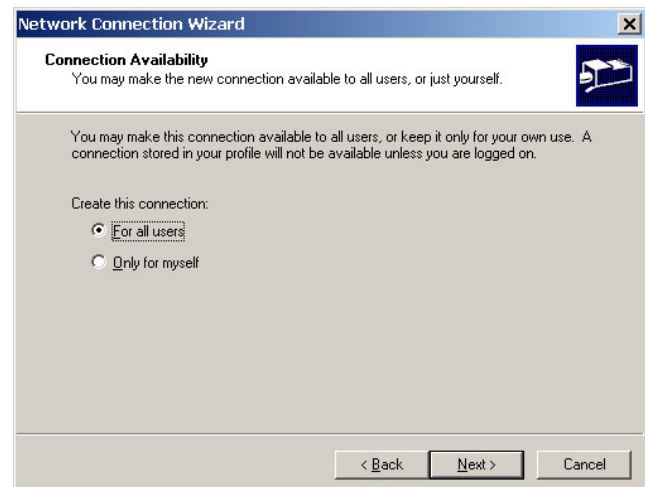 Network Connection Wizard
Connection Availability
You may make the new connection available to all users, or just yourself.
You may make this connection available to all users, or keep it only for your own use. A
connection stored in your profile will not be available unless you are logged on.
Create this connection:
For all users
Only for myself
< Back Next > Cancel